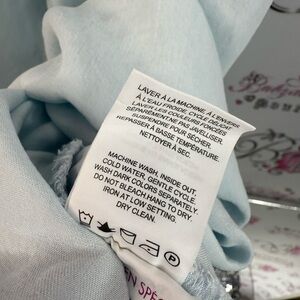 LAVER À LA MACHINE À L'ENVERS
À L'EAU FROIDE, CYCLE DÉLICAT
LAVER LES COULEURS FONCÉES
SÉPARÉMENT NE PAS JAVELLISER.
SUSPENDRE POUR SÉCHER.
REPASSER À BASSE TEMPÉRATURE.
NETTOYER À SEC.
MACHINE WASH, INSIDE OUT.
COLD WATER, GENTLE CYCLE.
WASH DARK COLORS SEPARATELY.
DO NOT BLEACH.HANG TO DRY.
IRON AT LOW SETTING.
DRY CLEAN.
P
EN SPÉC